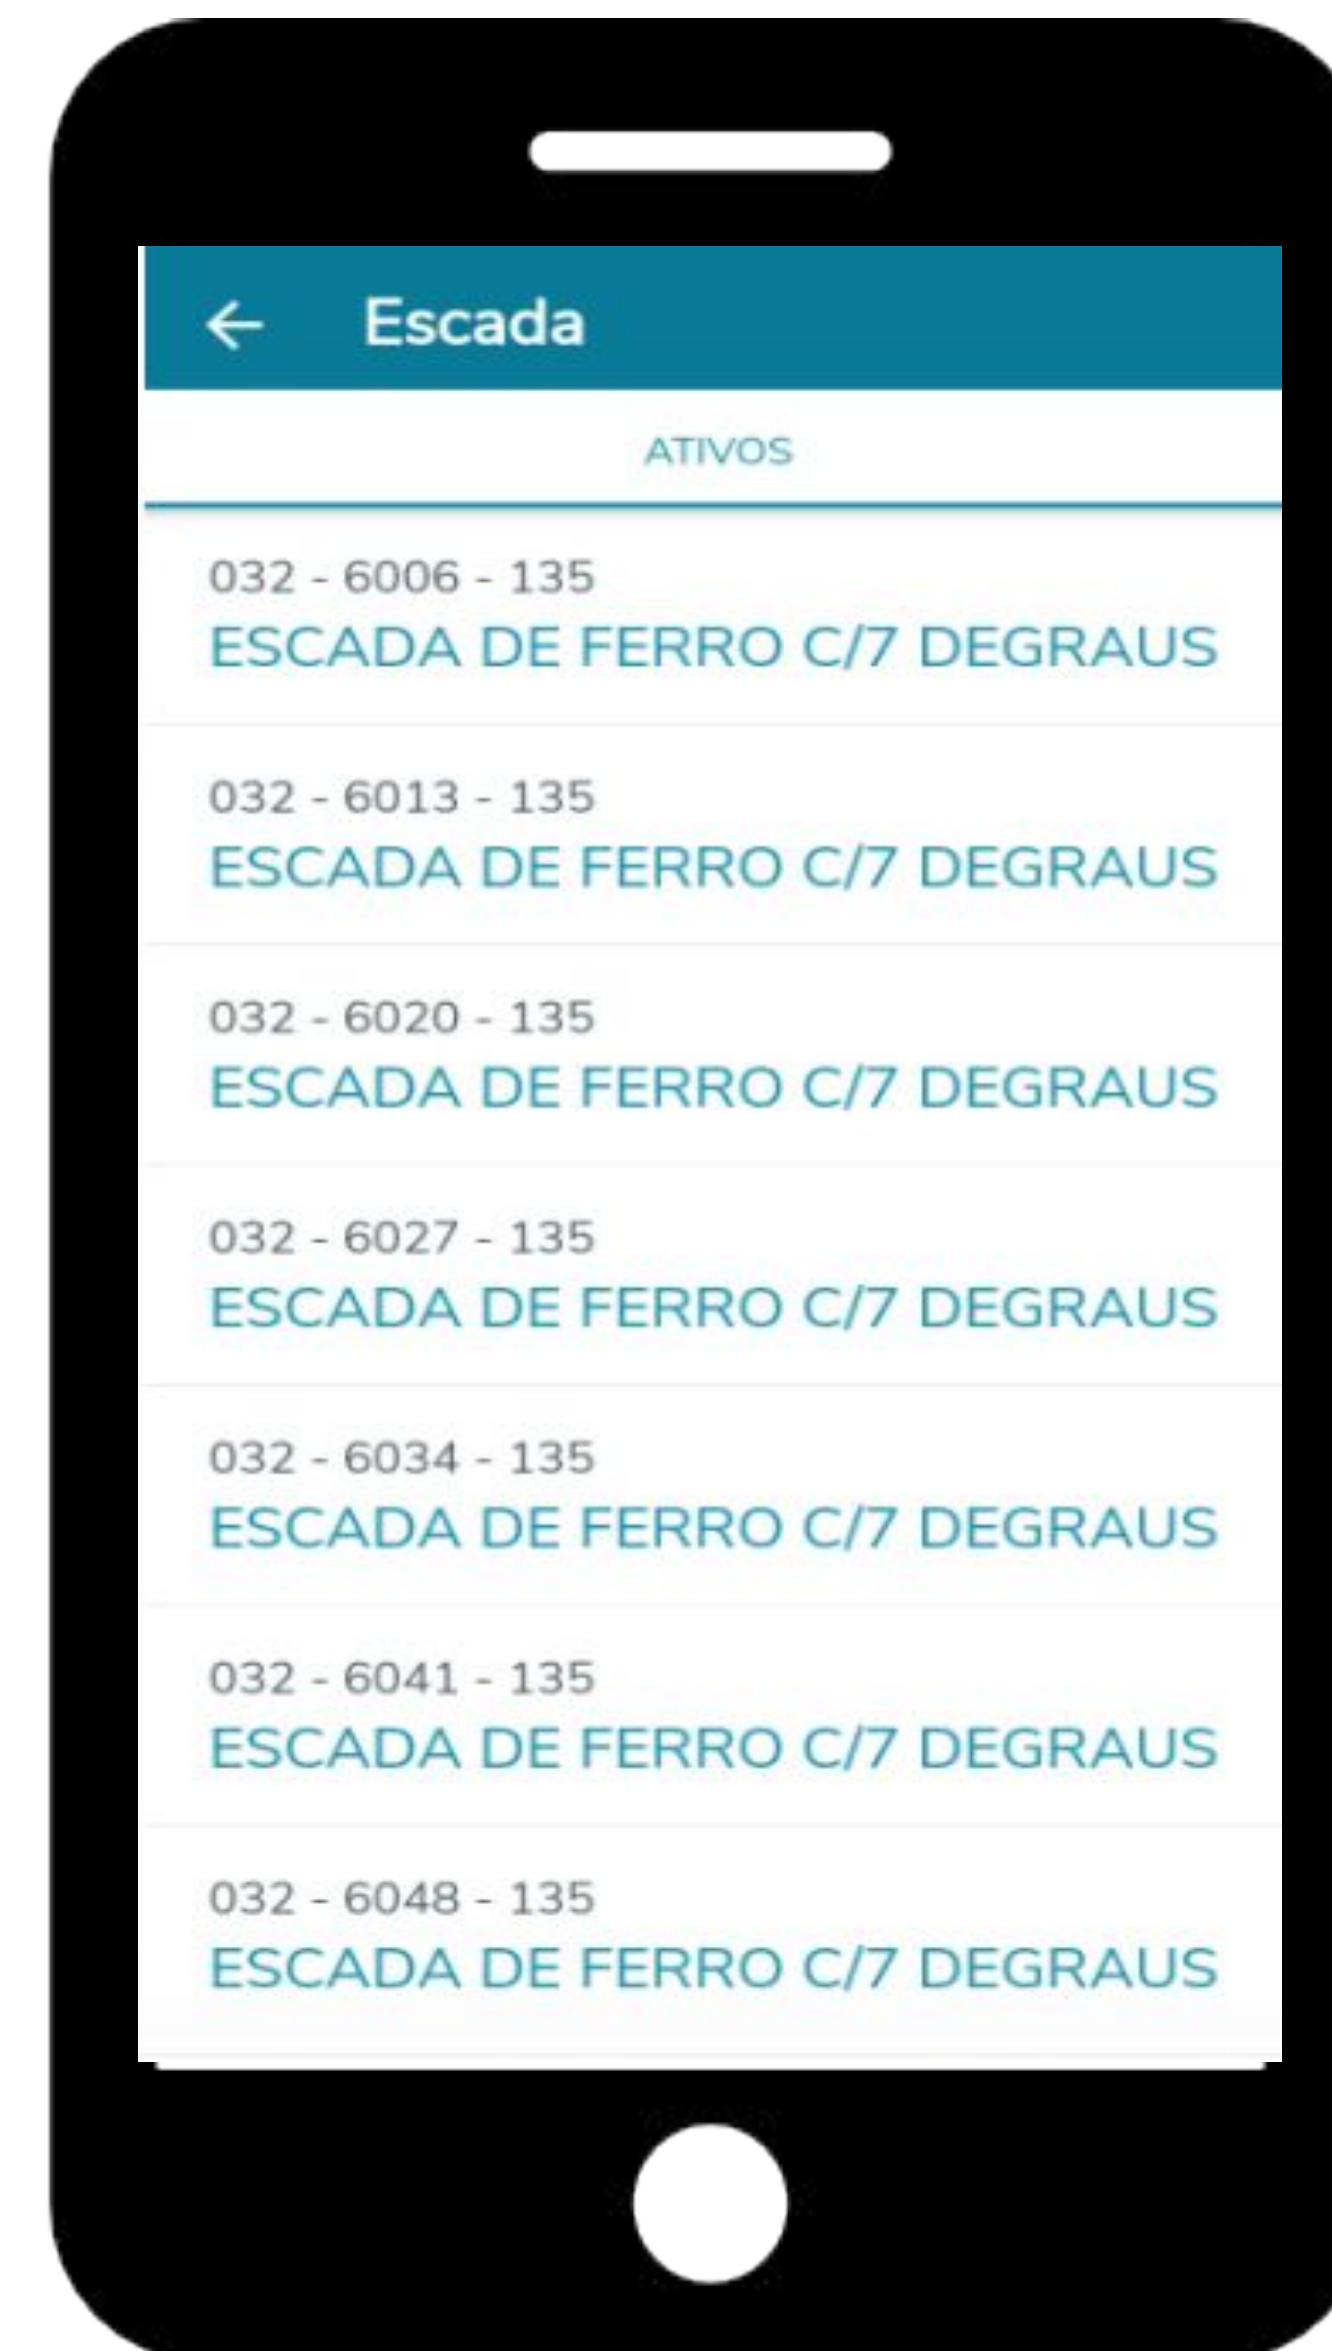 Escada
ATIVOS
032 - 6006 - 135
ESCADA DE FERRO C/7 DEGRAUS
032 - 6013 - 135
ESCADA DE FERRO C/7 DEGRAUS
032 - 6020 - 135
ESCADA DE FERRO C/7 DEGRAUS
032 - 6027 - 135
ESCADA DE FERRO C/7 DEGRAUS
032 - 6034 - 135
ESCADA DE FERRO C/7 DEGRAUS
032 - 6041 - 135
ESCADA DE FERRO C/7 DEGRAUS
032 - 6048 - 135
ESCADA DE FERRO C/7 DEGRAUS